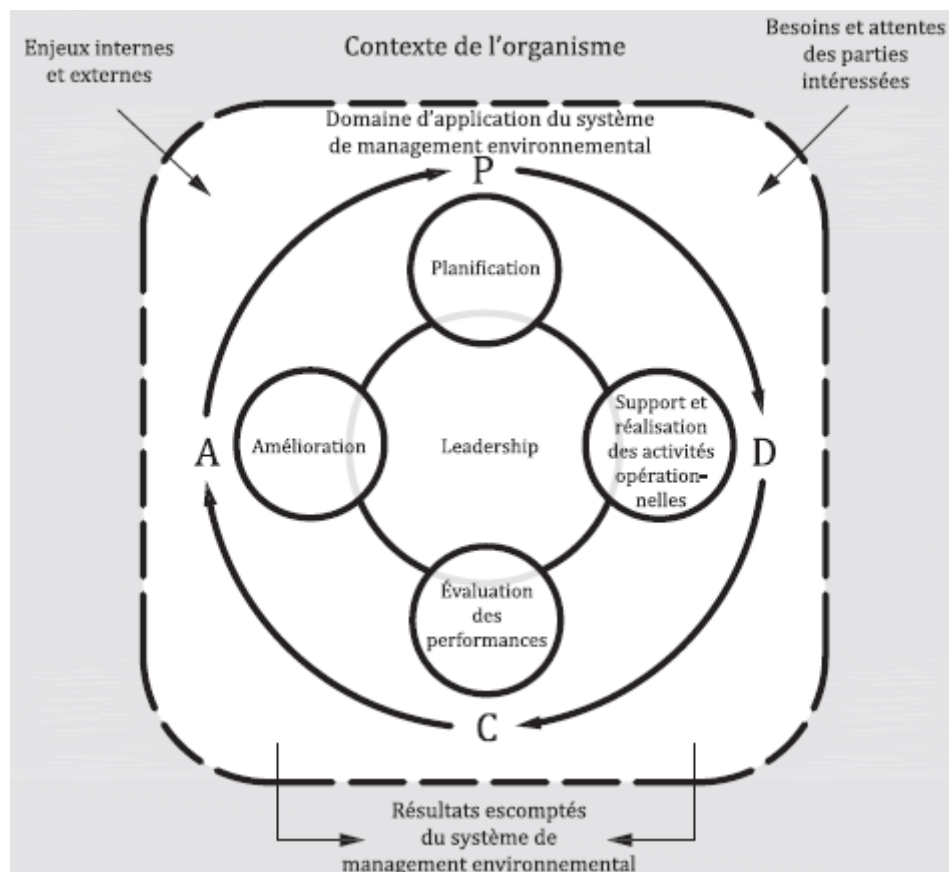 Enjeux internes
et externes
Contexte de l'organisme
Besoins et attentes
des parties
intéressées
Domaine d'application du système
de management environnemental
P
Planification
Support et
réalisation
des activités
opération-
nelles
A
Amélioration
Leadership
D
Évaluation
des
performances
C
Résultats escomptés
du système de
management environnemental